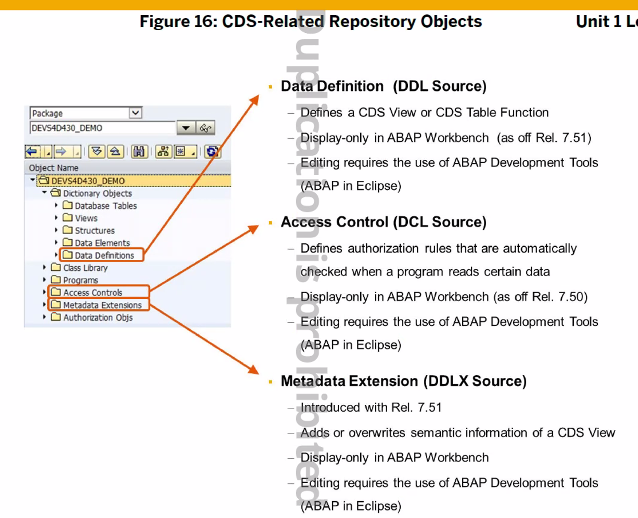 Figure 16: CDS-Related Repository Objects
Unit 1 Le
Package
DEVS4D430_DEMO
Object Name
DEVS4D430_DEMO
Dictionary Objects
Database Tables
Views
Structures
Data Elements
Data Definitions
Class Library
Programs
Access Controls
Metadata Extensions
Authorization Objs
Data Definition (DDL Source)
– Defines a CDS View or CDS Table Function
– Display-only in ABAP Workbench (as off Rel. 7.51)
– Editing requires the use of ABAP Development Tools
(ABAP in Eclipse)
Access Control (DCL Source)
– Defines authorization rules that are automatically
checked when a program reads certain data
– Display-only in ABAP Workbench (as off Rel. 7.50)
– Editing requires the use of ABAP Development Tools
(ABAP in Eclipse)
Metadata Extension (DDLX Source)
– Introduced with Rel. 7.51
– Adds or overwrites semantic information of a CDS View
– Display-only in ABAP Workbench
– Editing requires the use of ABAP Development Tools
(ABAP in Eclipse)
Duplication is prohibited